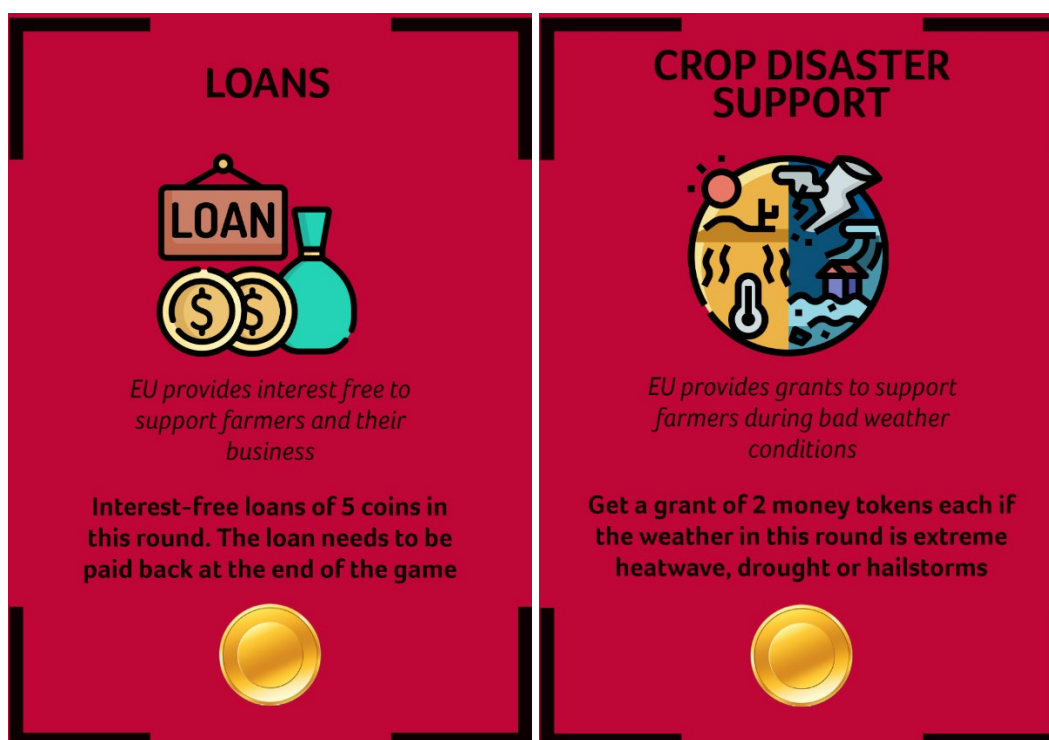 LOANS
LOAN
$ $
EU provides interest free to
support farmers and their
business
Interest-free loans of 5 coins in
this round. The loan needs to be
paid back at the end of the game
CROP DISASTER
SUPPORT
EU provides grants to support
farmers during bad weather
conditions
Get a grant of 2 money tokens each if
the weather in this round is extreme
heatwave, drought or hailstorms